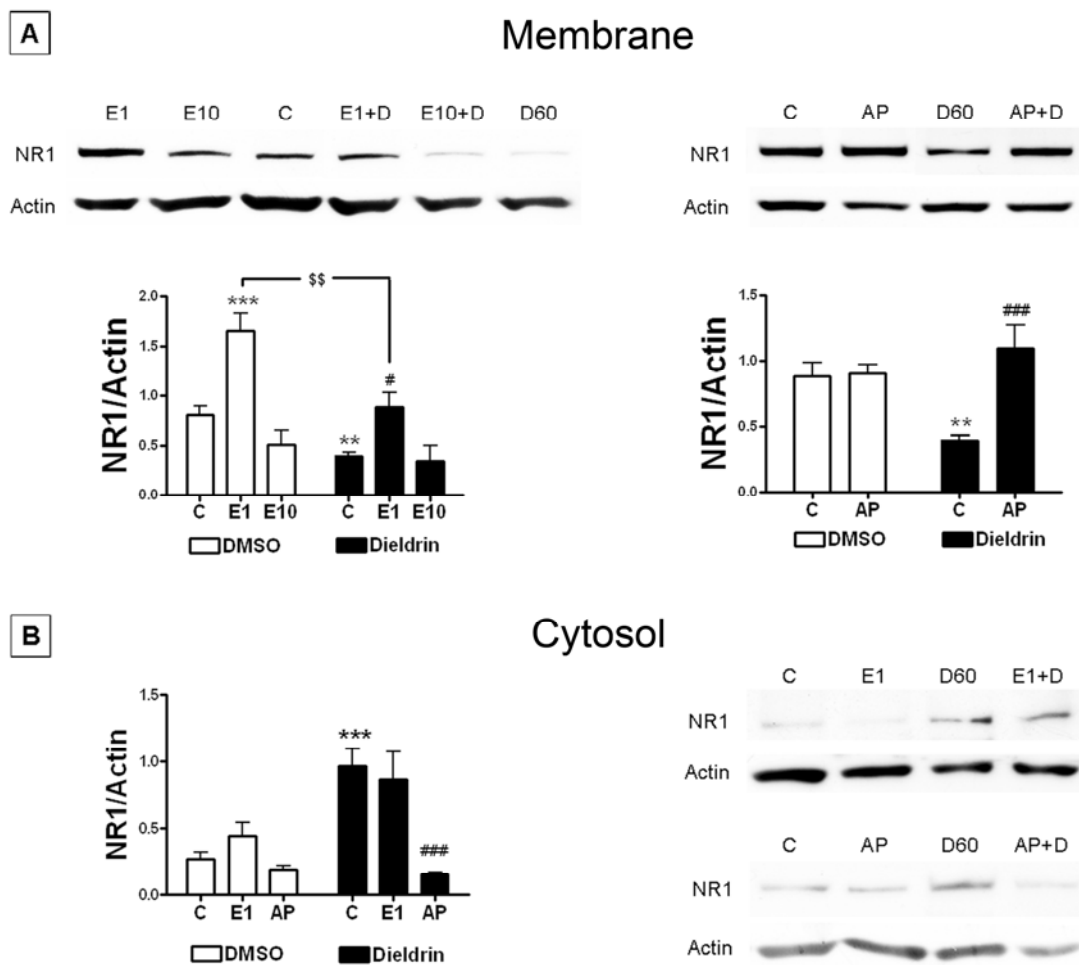 A
Membrane
E1 E10 C E1+D E10+D D60
NR1
Actin
C AP D60 AP+D
NR1
Actin
NR1/Actin
2.0
1.5
1.0
0.5
0.0
***
$$
**
#
C E1 E10 C E1 E10
DMSO Dieldrin
NR1/Actin
1.5
1.0
0.5
0.0
**
###
C AP C AP
DMSO Dieldrin
B
Cytosol
NR1/Actin
1.5
1.0
0.5
0.0
***
###
C E1 AP C E1 AP
DMSO Dieldrin
C E1 D60 E1+D
NR1
Actin
C AP D60 AP+D
NR1
Actin